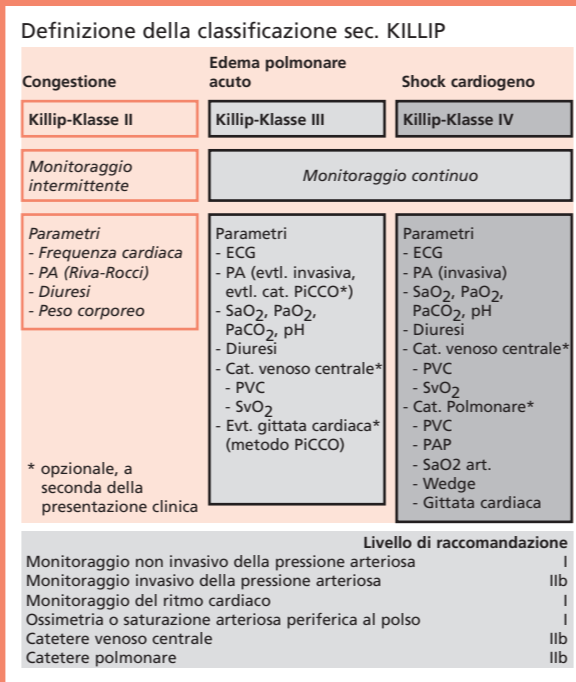 Definizione della classificazione sec. KILLIP
Congestione
Edema polmonare
acuto
Shock cardiogeno
Killip-Klasse II
Killip-Klasse III
Killip-Klasse IV
Monitoraggio
intermittente
Monitoraggio continuo
Parametri
- Frequenza cardiaca
- PA (Riva-Rocci)
- Diuresi
- Peso corporeo
Parametri
- ECG
- PA (evtl. invasiva,
evtl. cat. PiCCO*)
- SaO2, PaO2,
PaCO2, pH
- Diuresi
- Cat. venoso centrale*
- PVC
- SvO2
- Evt. gittata cardiaca*
(metodo PiCCO)
Parametri
- ECG
- PA (invasiva)
- SaO2, PaO2,
PaCO2, pH
- Diuresi
- Cat. venoso centrale*
- PVC
- SvO2
- Cat. Polmonare*
- PVC
- PAP
- SaO2 art.
- Wedge
- Gittata cardiaca
* opzionale, a
seconda della
presentazione clinica
Livello di raccomandazione
Monitoraggio non invasivo della pressione arteriosa I
Monitoraggio invasivo della pressione arteriosa IIb
Monitoraggio del ritmo cardiaco I
Ossimetria o saturazione arteriosa periferica al polso I
Catetere venoso centrale IIb
Catetere polmonare IIb